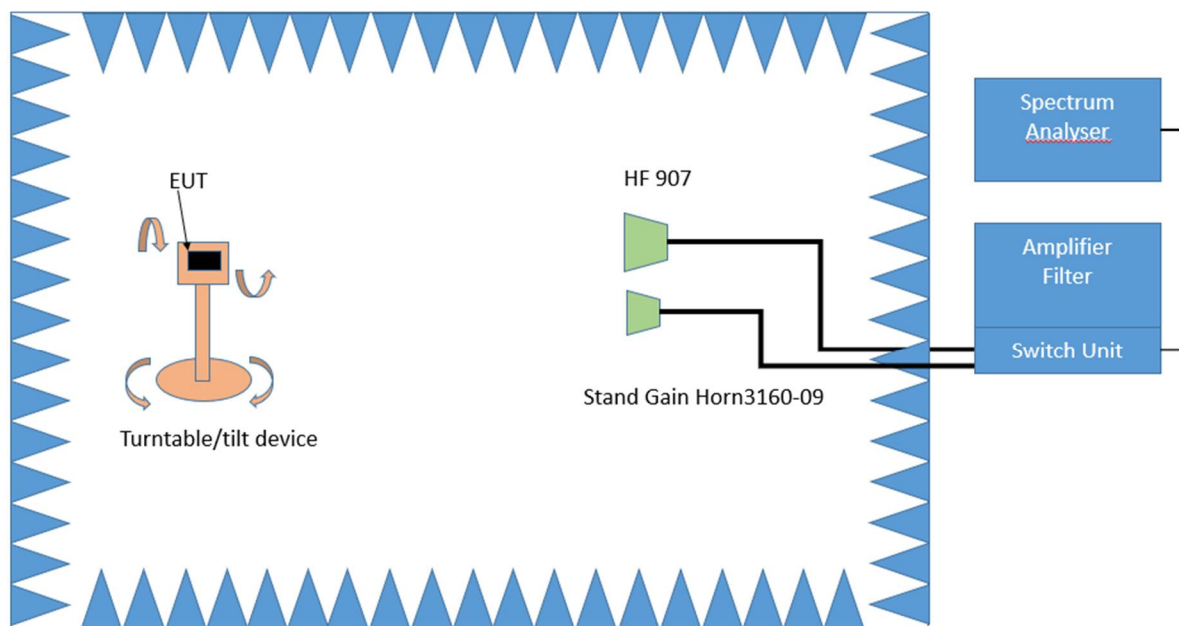 EUT
Turntable/tilt device
HF 907
Stand Gain Horn3160-09
Spectrum
Analyser
Amplifier
Filter
Switch Unit